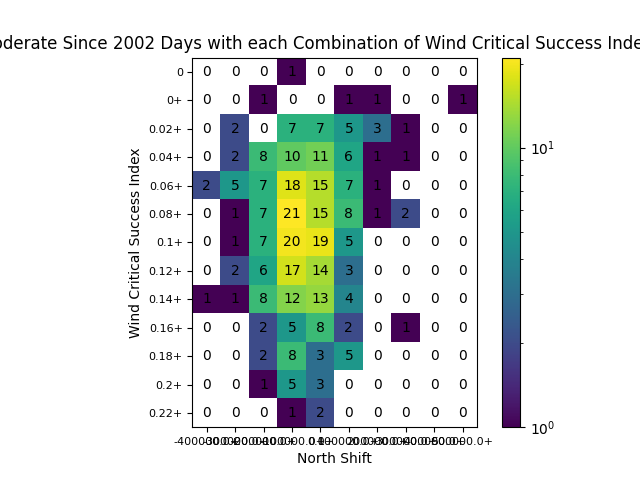 oderate Since 2002 Days with each Combination of Wind Critical Success Inde
0 0 0 0 1 0 0 0 0 0 0
0+ 0 0 1 0 0 1 1 0 0 1
0.02+ 0 2 0 7 7 5 3 1 0 0
0.04+ 0 2 8 10 11 6 1 1 0 0
0.06+ 2 5 7 18 15 7 1 0 0 0
0.08+ 0 1 7 21 15 8 1 2 0 0
0.1+ 0 1 7 20 19 5 0 0 0 0
0.12+ 0 2 6 17 14 3 0 0 0 0
0.14+ 1 1 8 12 13 4 0 0 0 0
0.16+ 0 0 2 5 8 2 0 1 0 0
0.18+ 0 0 2 8 3 5 0 0 0 0
0.2+ 0 0 1 5 3 0 0 0 0 0
0.22+ 0 0 0 1 2 0 0 0 0 0
Wind Critical Success Index
North Shift
10^1
10^0